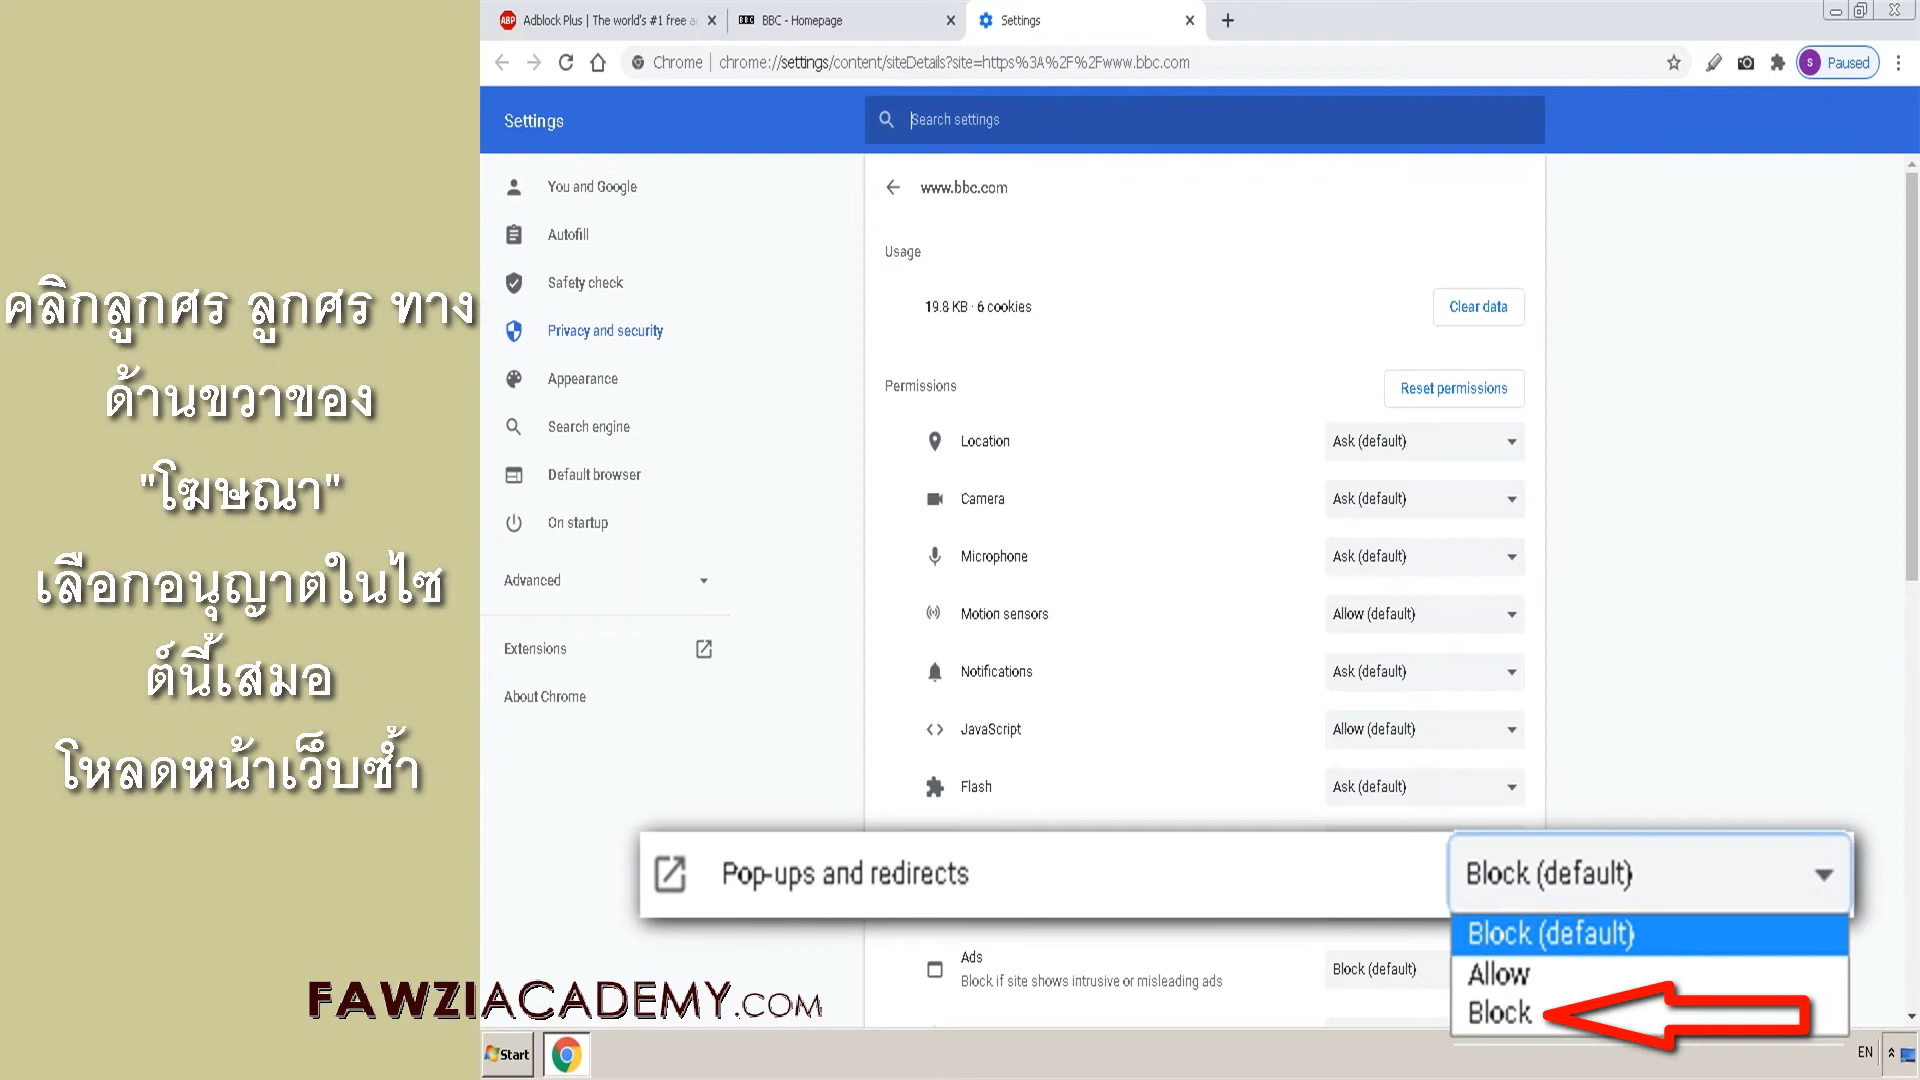 Adblock Plus | The world's #1 free a
BBC - Homepage
Settings
Chrome | chrome://settings/content/siteDetails?site=https%3A%2F%2Fwww.bbc.com
S Paused
Settings
Search settings
You and Google
Autofill
Safety check
Privacy and security
Appearance
Search engine
Default browser
On startup
Advanced
Extensions
About Chrome
www.bbc.com
Usage
19.8 KB · 6 cookies
Clear data
Permissions
Reset permissions
Location
Ask (default)
Camera
Ask (default)
Microphone
Ask (default)
Motion sensors
Allow (default)
Notifications
Ask (default)
JavaScript
Allow (default)
Flash
Ask (default)
Pop-ups and redirects
Block (default)
Block (default)
Allow
Block
Ads
Block if site shows intrusive or misleading ads
Block (default)
คลิกลูกศร ลูกศร ทาง
ด้านขวาของ
"โฆษณา"
เลือกอนุญาตในไซ
ต์นี้เสมอ
โหลดหน้าเว็บซ้ำ
FAWZIACADEMY.COM
Start
EN